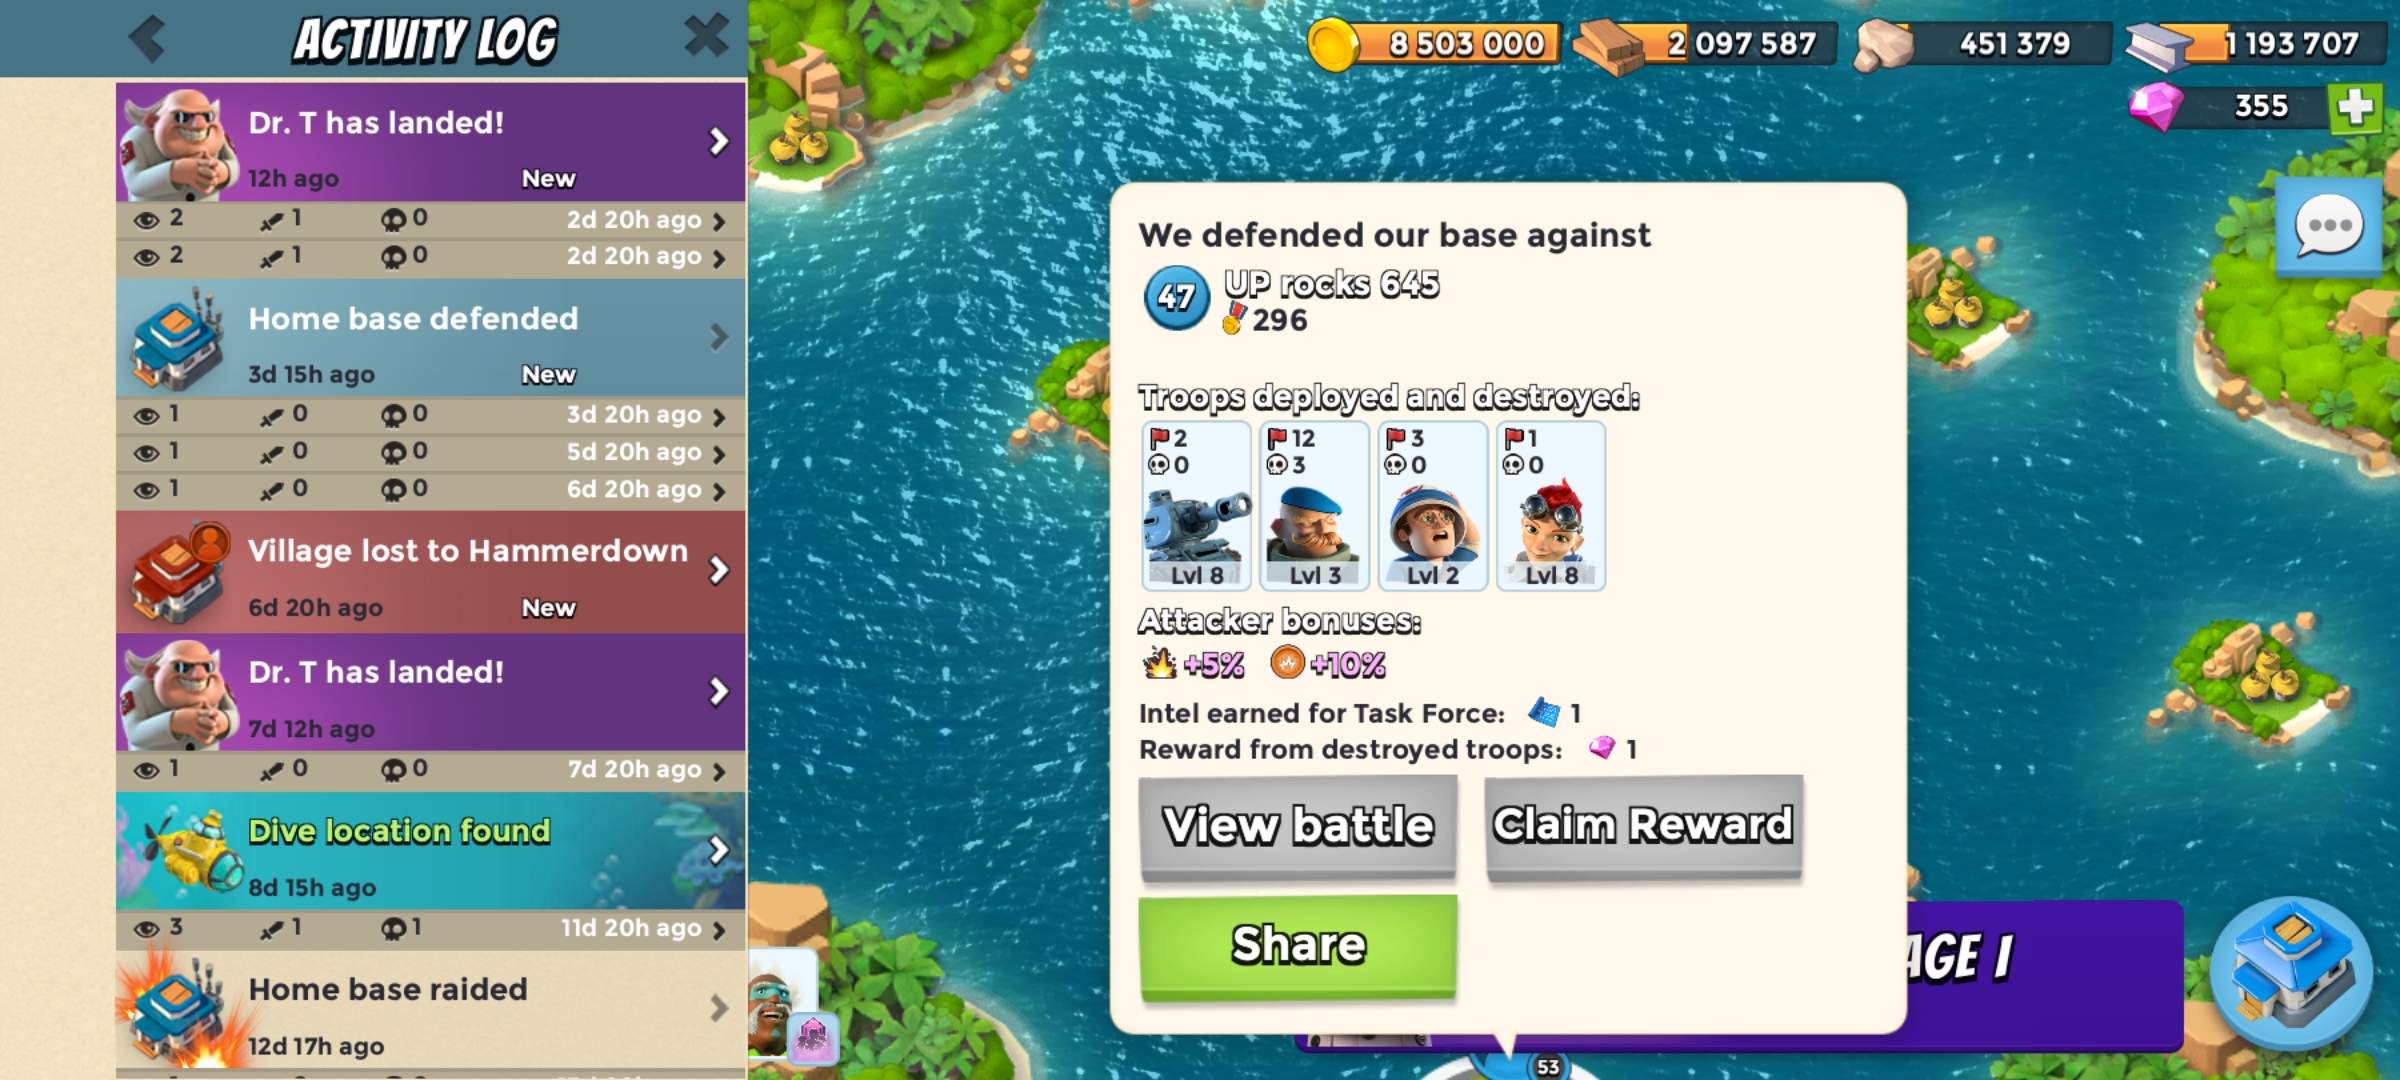 ACTIVITY LOG
Dr. T has landed!
12h ago
New
2 1 0 2d 20h ago
2 1 0 2d 20h ago
Home base defended
3d 15h ago
New
1 0 0 3d 20h ago
1 0 0 5d 20h ago
1 0 0 6d 20h ago
Village lost to Hammerdown
6d 20h ago
New
Dr. T has landed!
7d 12h ago
1 0 0 7d 20h ago
Dive location found
8d 15h ago
3 1 1 11d 20h ago
Home base raided
12d 17h ago
8 503 000
2 097 587
451 379
1 193 707
355
We defended our base against
47
UP rocks 645
296
Troops deployed and destroyed:
2 12 3 1
0 3 0 0
Lvl 8 Lvl 3 Lvl 2 Lvl 8
Attacker bonuses:
+5% +10%
Intel earned for Task Force: 1
Reward from destroyed troops: 1
View battle
Claim Reward
Share
AGE I
53